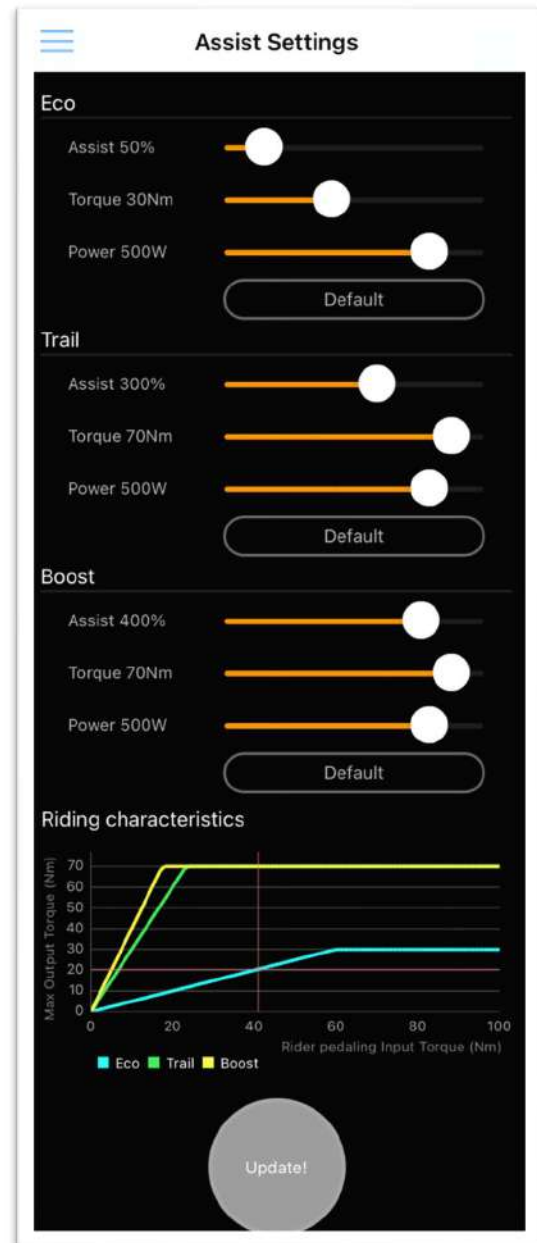 Assist Settings
Eco
Assist 50%
Torque 30Nm
Power 500W
Default
Trail
Assist 300%
Torque 70Nm
Power 500W
Default
Boost
Assist 400%
Torque 70Nm
Power 500W
Default
Riding characteristics
Max Output Torque (Nm)
70
60
50
40
30
20
10
0
0 20 40 60 80 100
Rider pedaling Input Torque (Nm)
Eco Trail Boost
Update!